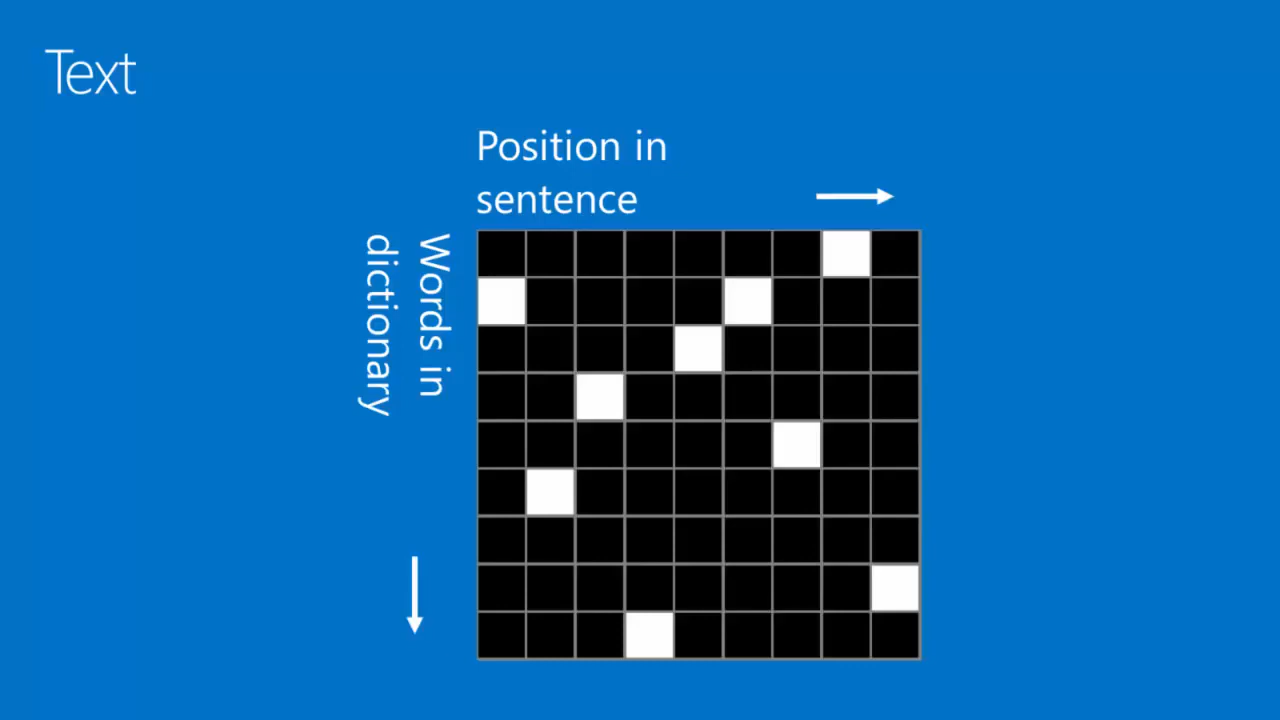 Text
Position in
sentence
Words in
dictionary